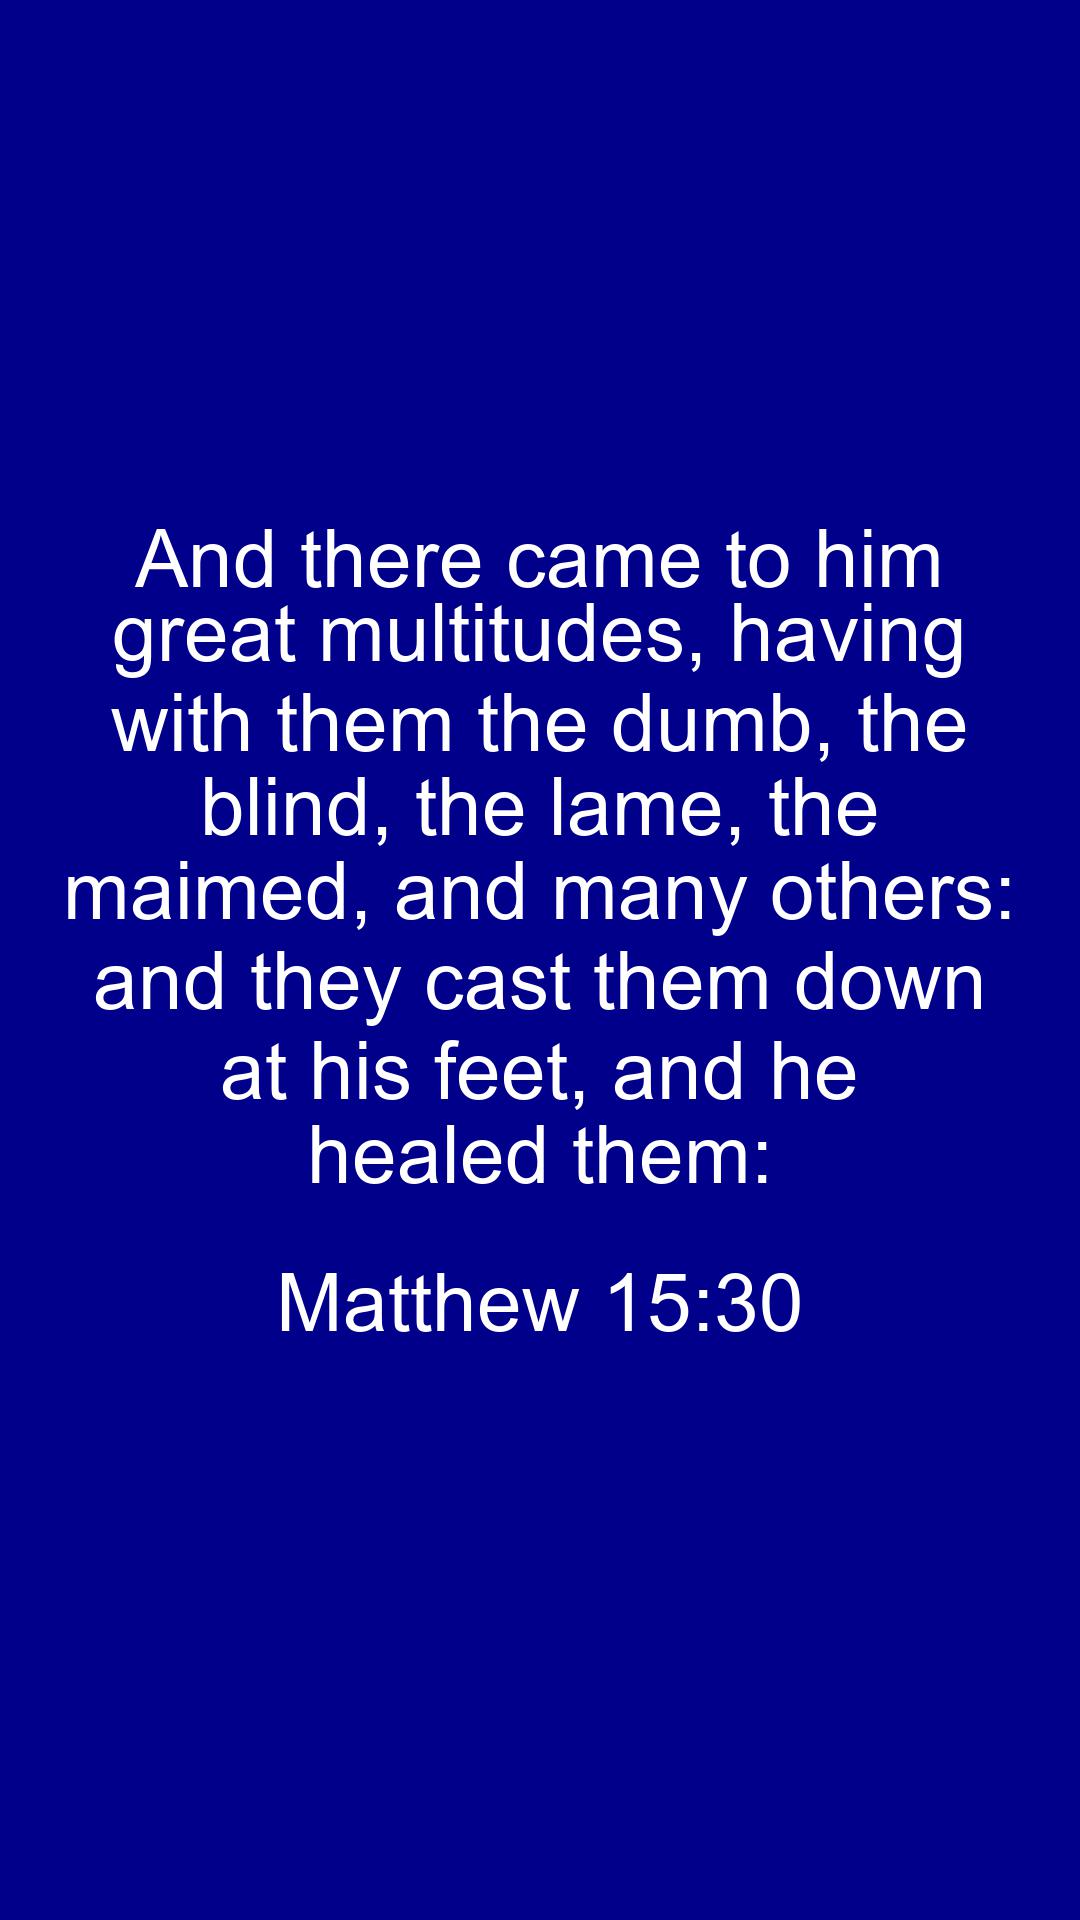 And there came to him
great multitudes, having
with them the dumb, the
blind, the lame, the
maimed, and many others:
and they cast them down
at his feet, and he
healed them:
Matthew 15:30